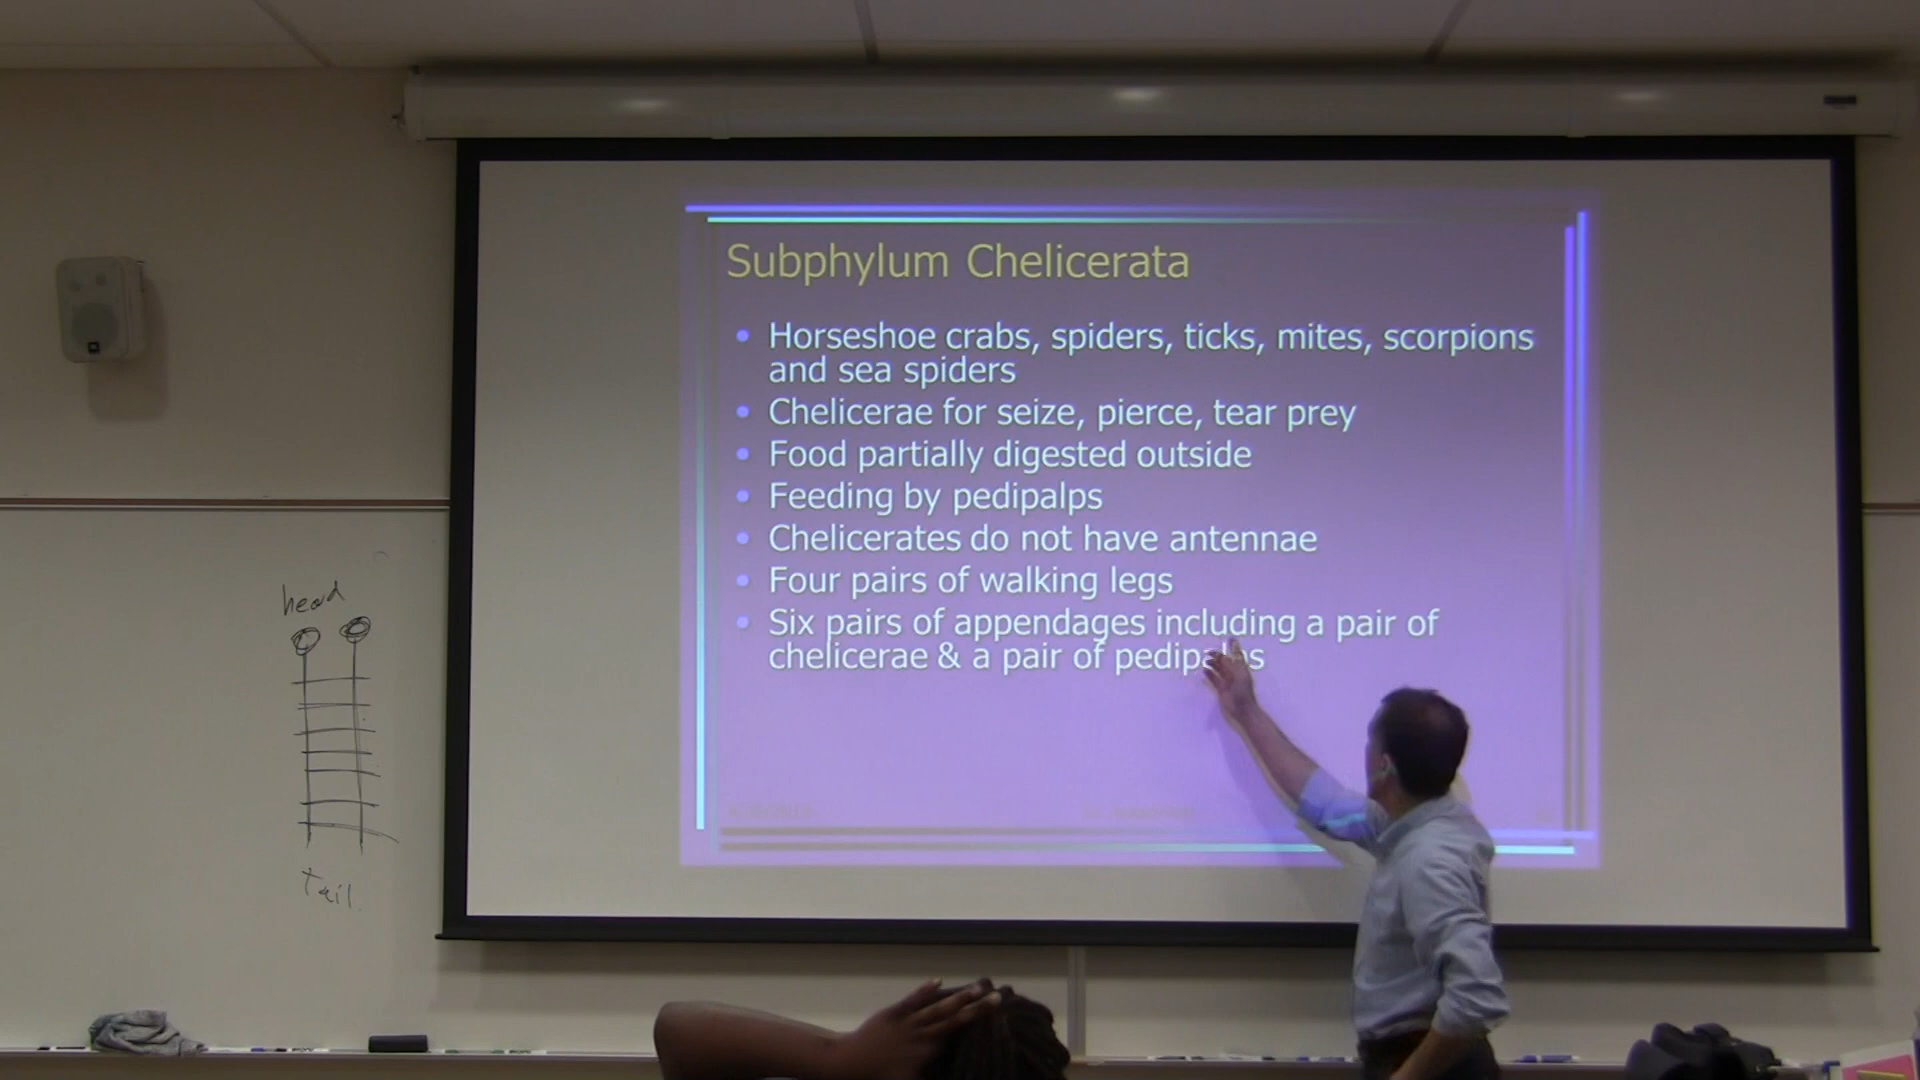 Subphylum Chelicerata
• Horseshoe crabs, spiders, ticks, mites, scorpions
and sea spiders
• Chelicerae for seize, pierce, tear prey
• Food partially digested outside
• Feeding by pedipalps
• Chelicerates do not have antennae
• Four pairs of walking legs
• Six pairs of appendages including a pair of
chelicerae & a pair of pedipalps
head
tail